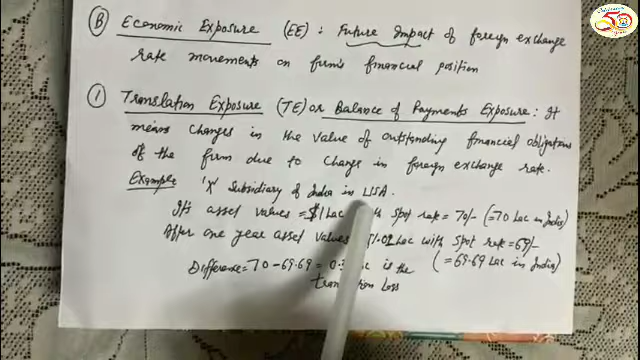 (B) Economic Exposure (EE) : Future Impact of foreign exchange
rate movements on firm's financial position
(1) Translation Exposure (TE) or Balance of Payments Exposure : It
means changes in the value of outstanding financial obligations
of the firm due to change in foreign exchange rate.
Example 'X' Subsidiary of India in USA.
It's asset values = $1 Lac with Spot rate = 70/- (=70 Lac in India)
After one year asset values 1.01 Lac with Spot rate = 69/-
(= 69.69 Lac in India)
Difference = 70 - 69.69 = 0.3 Lac is the
translation Loss
50